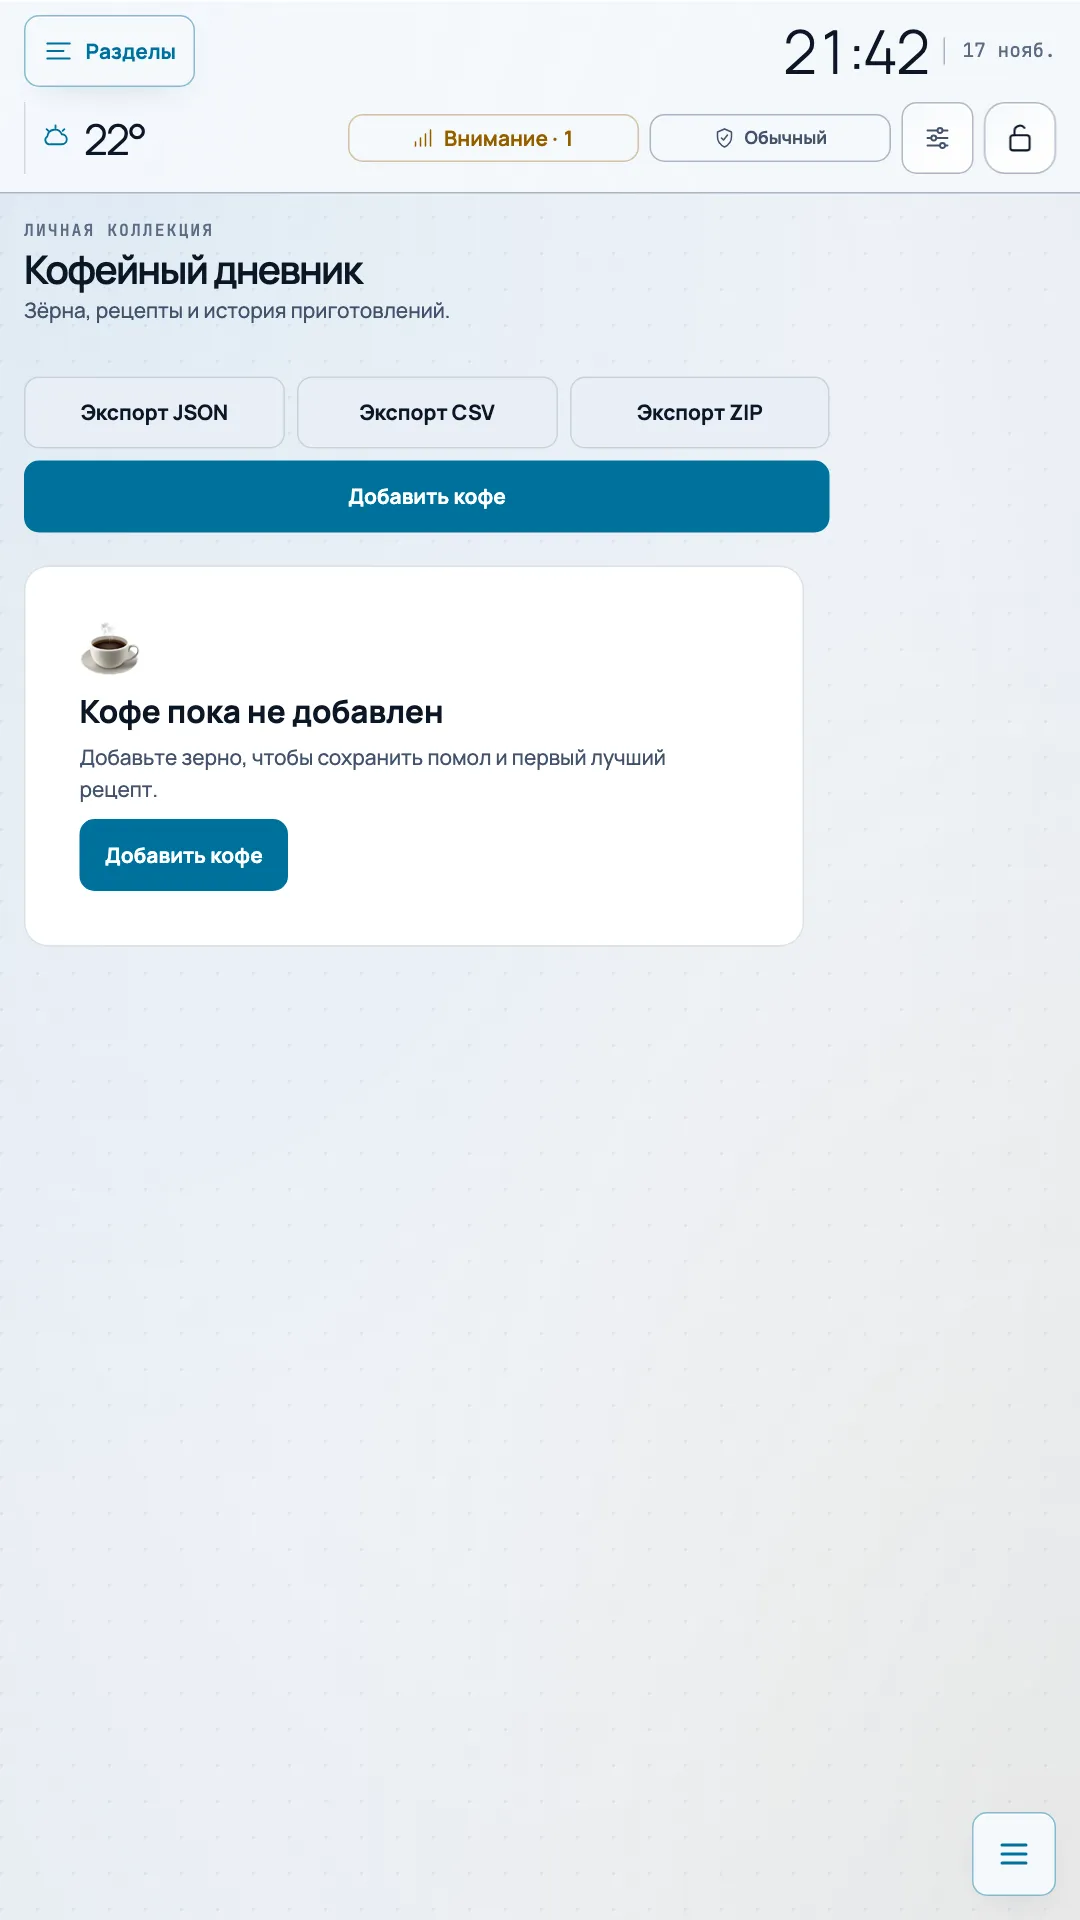 Разделы
21:42
17 нояб.
22°
Внимание · 1
Обычный
ЛИЧНАЯ КОЛЛЕКЦИЯ
Кофейный дневник
Зёрна, рецепты и история приготовлений.
Экспорт JSON
Экспорт CSV
Экспорт ZIP
Добавить кофе
Кофе пока не добавлен
Добавьте зерно, чтобы сохранить помол и первый лучший
рецепт.
Добавить кофе